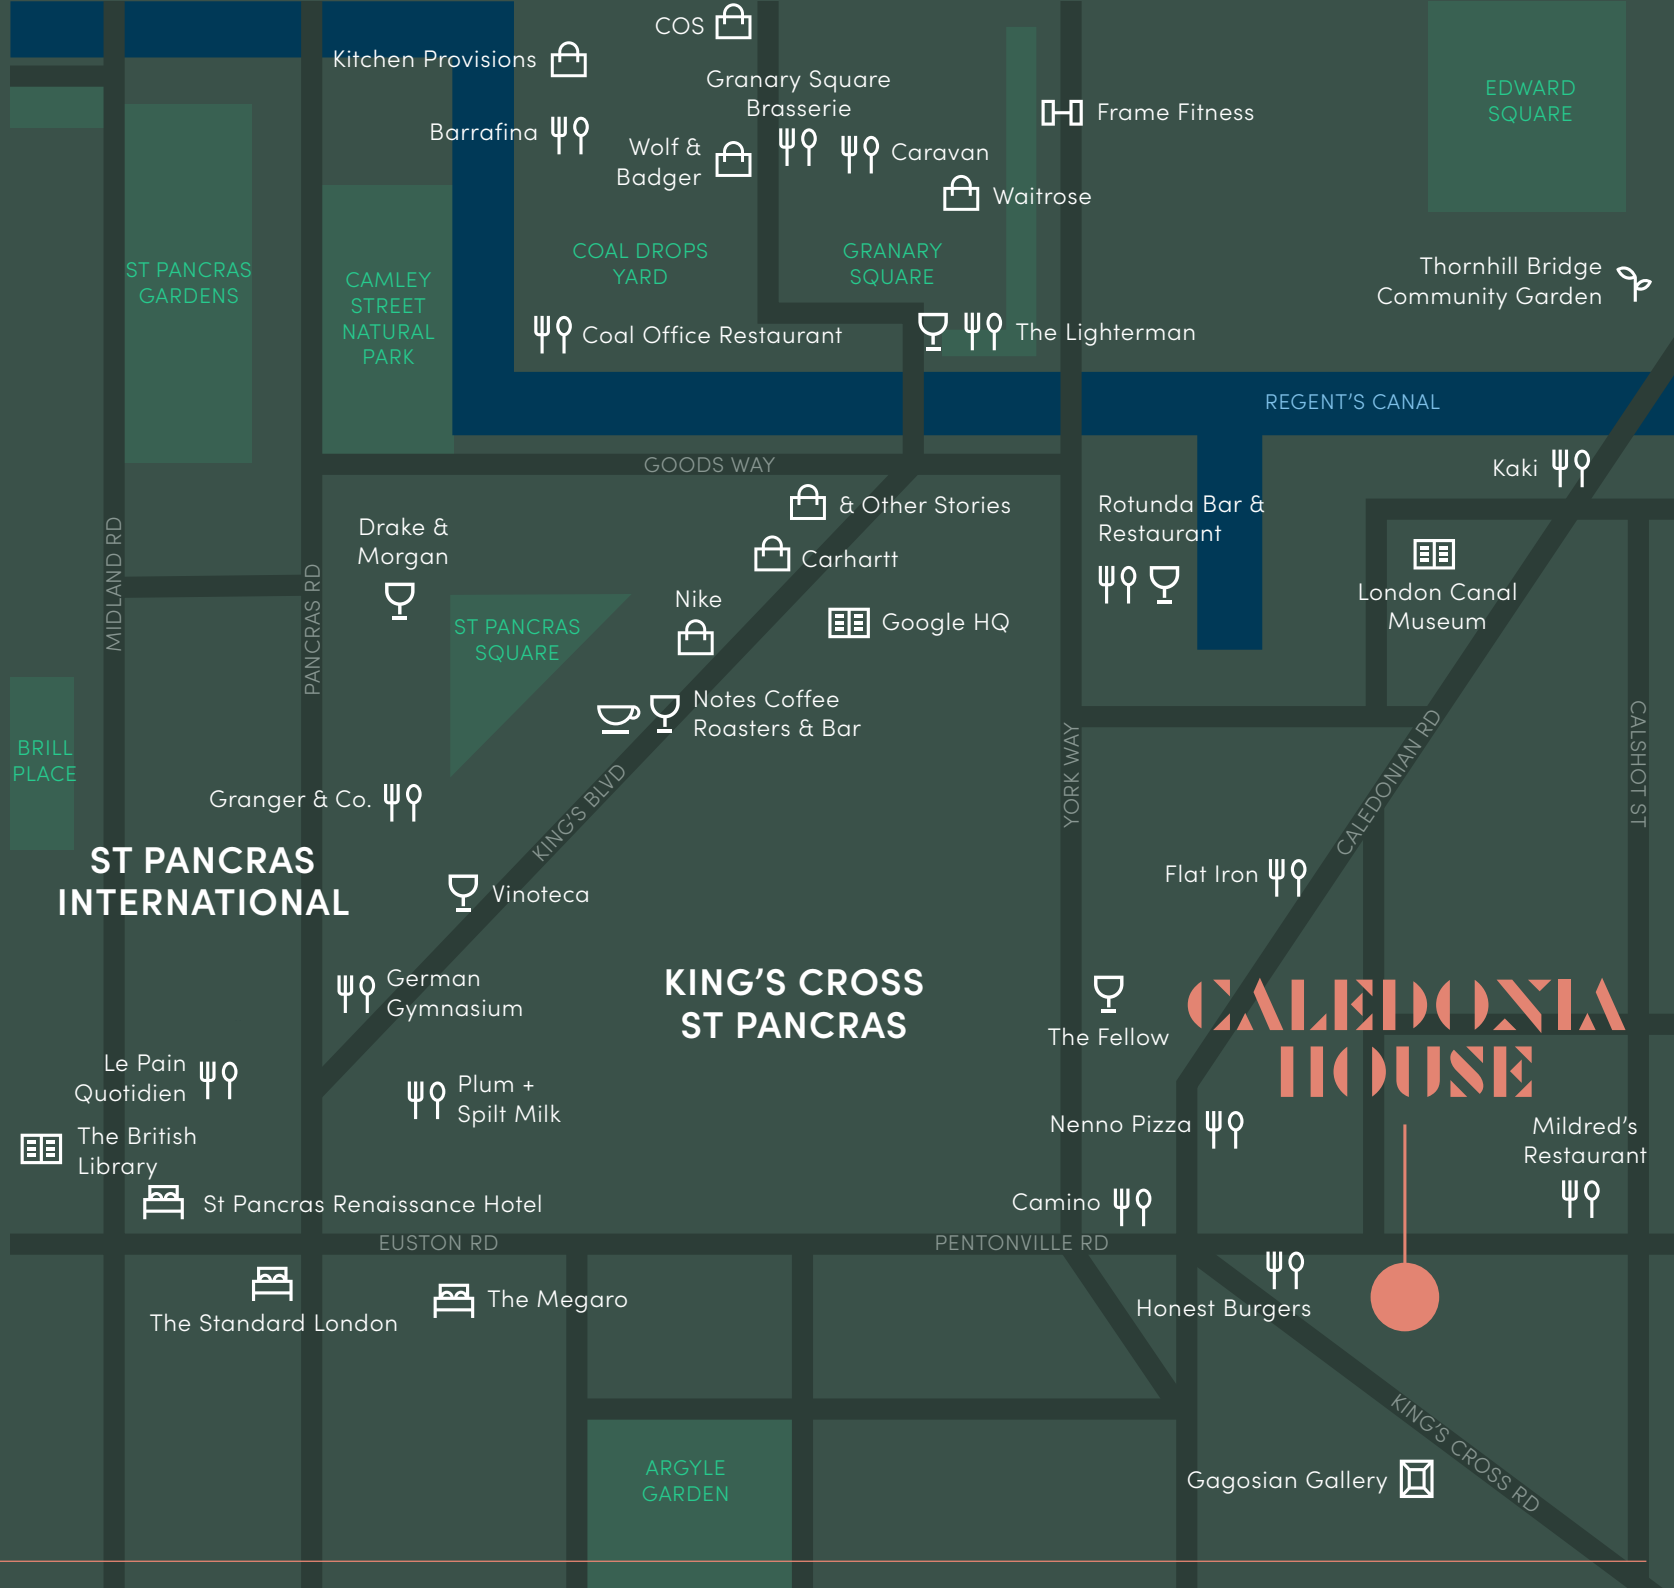 COS
Kitchen Provisions
Granary Square
Brasserie
EDWARD
SQUARE
Frame Fitness
Barrafina
Wolf &
Badger
Caravan
Waitrose
ST PANCRAS
GARDENS
CAMLEY
STREET
NATURAL
PARK
COAL DROPS
YARD
GRANARY
SQUARE
Thornhill Bridge
Community Garden
Coal Office Restaurant
The Lighterman
REGENT'S CANAL
GOODS WAY
Kaki
& Other Stories
Rotunda Bar &
Restaurant
Drake &
Morgan
Carhartt
London Canal
Museum
MIDLAND RD
PANCRAS RD
Nike
Google HQ
ST PANCRAS
SQUARE
Notes Coffee
Roasters & Bar
BRILL
PLACE
KING'S BLVD
YORK WAY
CALEDONIAN RD
CALSHOT ST
Granger & Co.
ST PANCRAS
INTERNATIONAL
Vinoteca
Flat Iron
German
Gymnasium
KING'S CROSS
ST PANCRAS
The Fellow
CALEDONIA
HOUSE
Le Pain
Quotidien
Plum +
Spilt Milk
Nenno Pizza
Mildred's
Restaurant
The British
Library
St Pancras Renaissance Hotel
Camino
EUSTON RD
PENTONVILLE RD
The Standard London
The Megaro
Honest Burgers
KING'S CROSS RD
ARGYLE
GARDEN
Gagosian Gallery